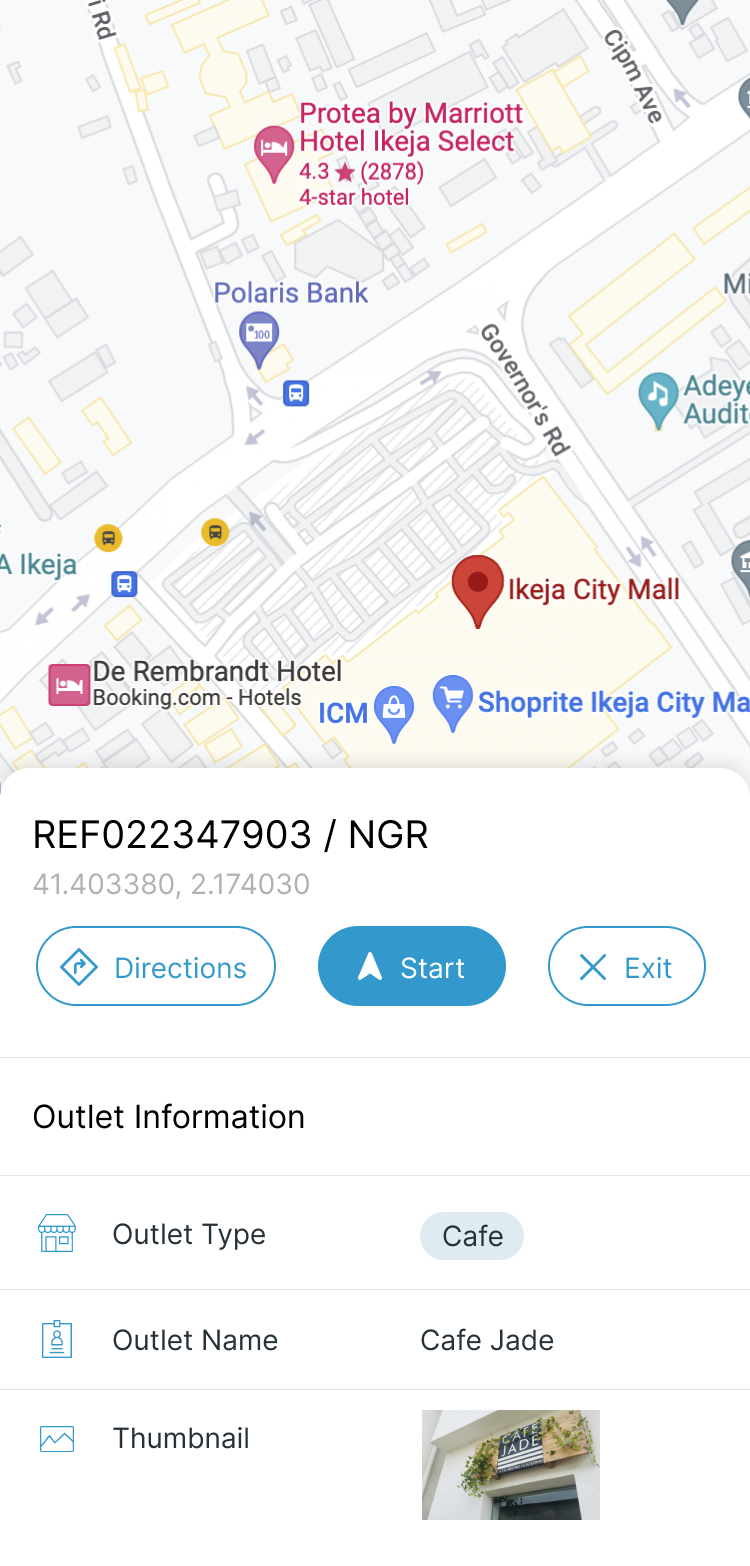 i Rd
Cipm Ave
Protea by Marriott
Hotel Ikeja Select
4.3 ★ (2878)
4-star hotel
Polaris Bank
100
Mi
Governor's Rd
Adeye
Audit
A Ikeja
Ikeja City Mall
De Rembrandt Hotel
Booking.com - Hotels
ICM
Shoprite Ikeja City Ma
REF022347903 / NGR
41.403380, 2.174030
Directions
Start
Exit
Outlet Information
Outlet Type
Cafe
Outlet Name
Cafe Jade
Thumbnail
CAFE
JADE